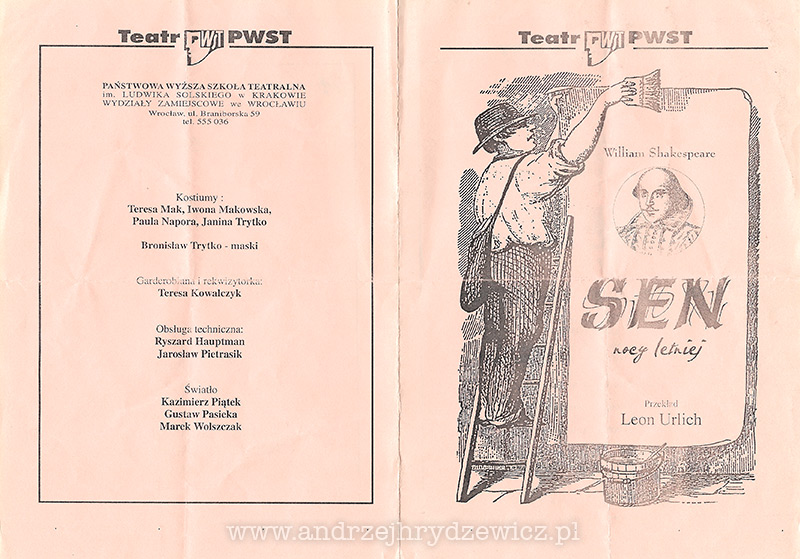 Teatr PWST PWST
PAŃSTWOWA WYŻSZA SZKOŁA TEATRALNA
im. LUDWIKA SOLSKIEGO w KRAKOWIE
WYDZIAŁY ZAMIEJSCOWE we WROCŁAWIU
Wrocław, ul. Braniborska 59
tel. 555 036
Kostiumy :
Teresa Mak, Iwona Makowska,
Paula Napora, Janina Trytko
Bronisław Trytko - maski
Garderobiana i rekwizytorka:
Teresa Kowalczyk
Obsługa techniczna:
Ryszard Hauptman
Jarosław Pietrasik
Światło
Kazimierz Piątek
Gustaw Pasicka
Marek Wolszczak
Teatr PWST PWST
William Shakespeare
SEN
nocy letniej
Przekład
Leon Urlich
www.andrzejhrydzewicz.pl